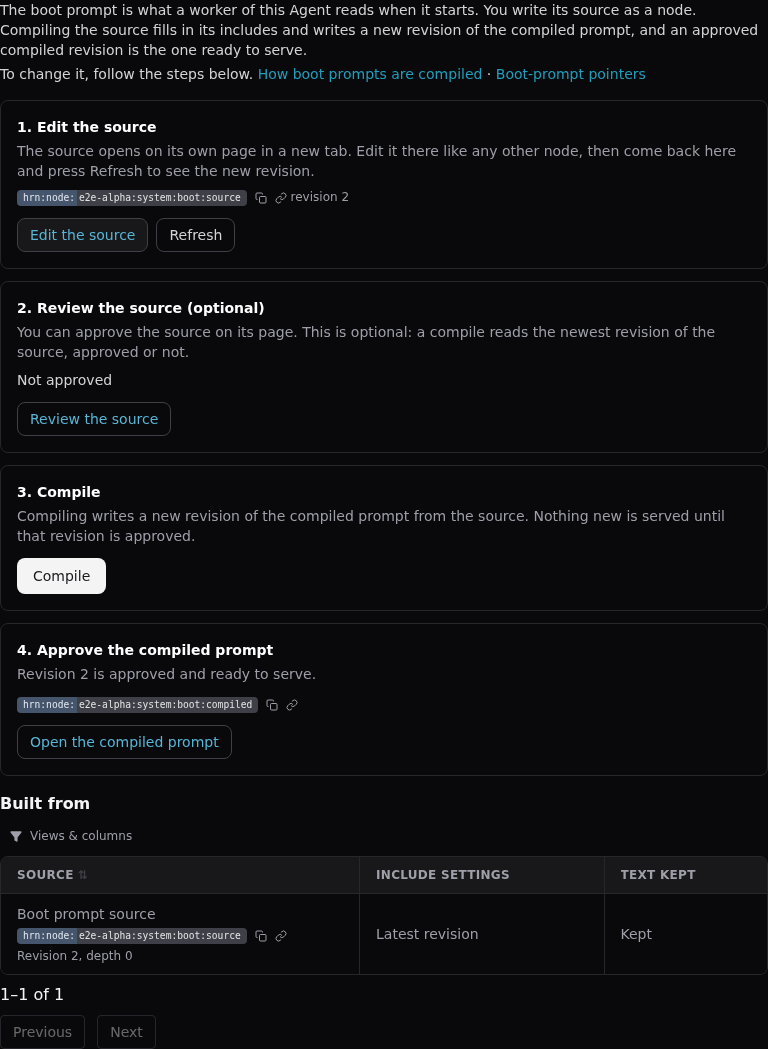 The boot prompt is what a worker of this Agent reads when it starts. You write its source as a node.
Compiling the source fills in its includes and writes a new revision of the compiled prompt, and an approved
compiled revision is the one ready to serve.
To change it, follow the steps below. How boot prompts are compiled · Boot-prompt pointers
1. Edit the source
The source opens on its own page in a new tab. Edit it there like any other node, then come back here
and press Refresh to see the new revision.
hrn:node: e2e-alpha:system:boot:source revision 2
Edit the source Refresh
2. Review the source (optional)
You can approve the source on its page. This is optional: a compile reads the newest revision of the
source, approved or not.
Not approved
Review the source
3. Compile
Compiling writes a new revision of the compiled prompt from the source. Nothing new is served until
that revision is approved.
Compile
4. Approve the compiled prompt
Revision 2 is approved and ready to serve.
hrn:node: e2e-alpha:system:boot:compiled
Open the compiled prompt
Built from
Views & columns
SOURCE INCLUDE SETTINGS TEXT KEPT
Boot prompt source
hrn:node: e2e-alpha:system:boot:source
Revision 2, depth 0
Latest revision
Kept
1–1 of 1
Previous Next